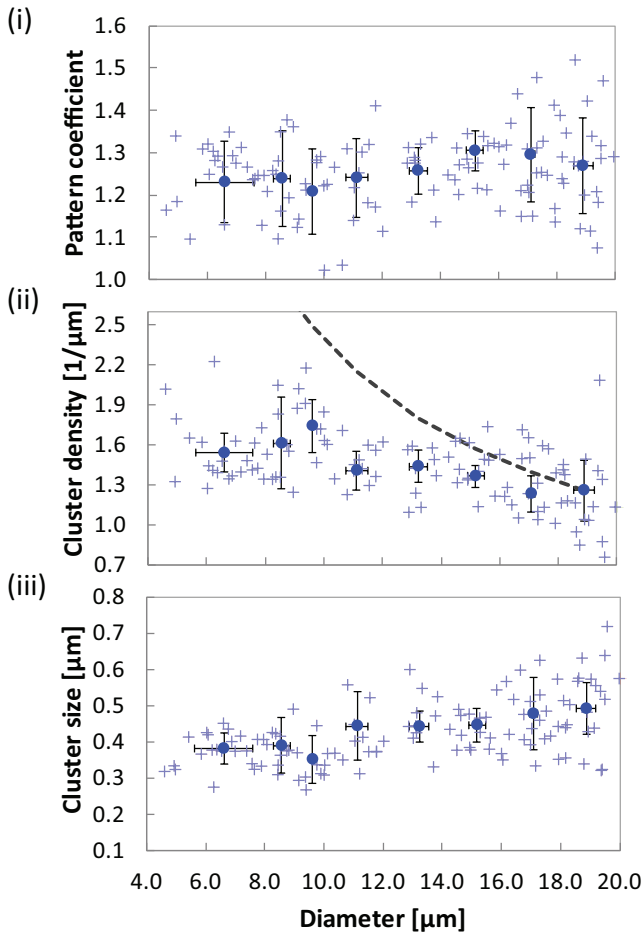 (i)
Pattern coefficient
1.6
1.5
1.4
1.3
1.2
1.1
1.0
(ii)
Cluster density [1/μm]
2.5
2.2
1.9
1.6
1.3
1.0
0.7
(iii)
Cluster size [μm]
0.8
0.7
0.6
0.5
0.4
0.3
0.2
0.1
4.0 6.0 8.0 10.0 12.0 14.0 16.0 18.0 20.0
Diameter [μm]